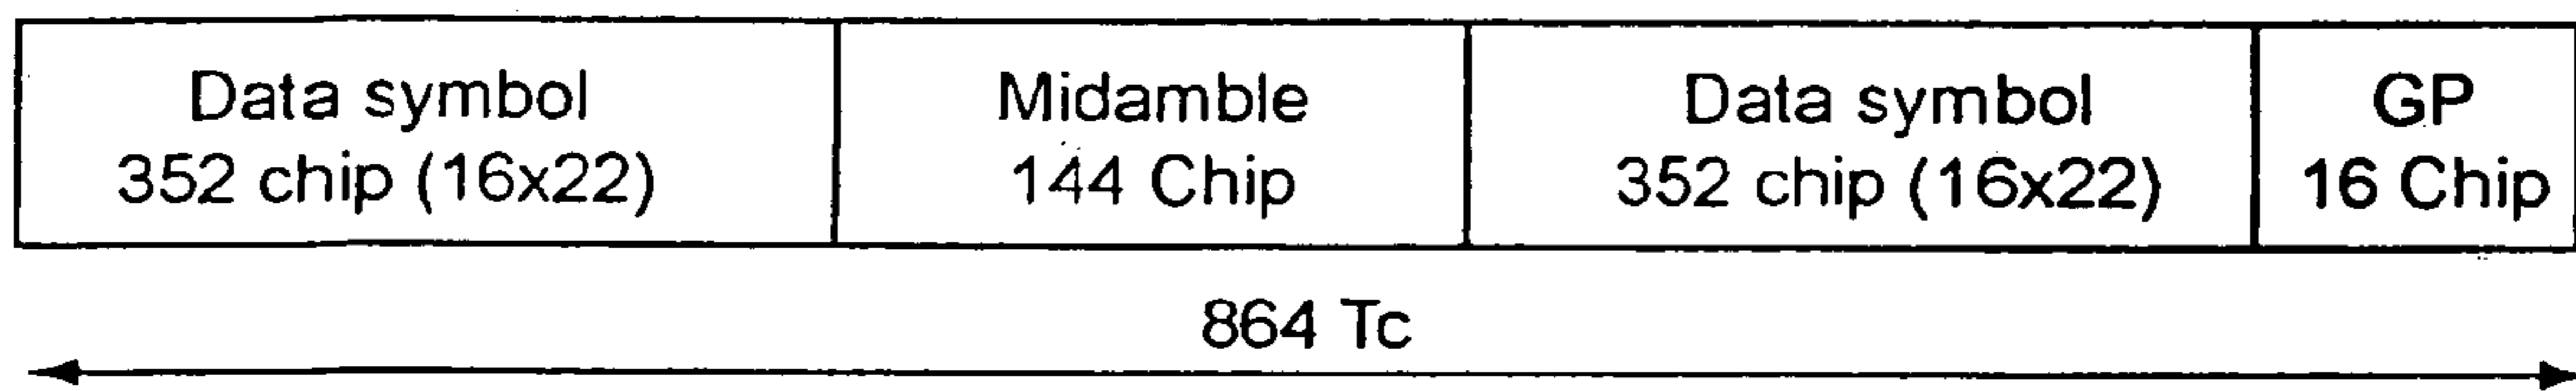 Data symbol
352 chip (16x22)
Midamble
144 Chip
Data symbol
352 chip (16x22)
GP
16 Chip
864 Tc